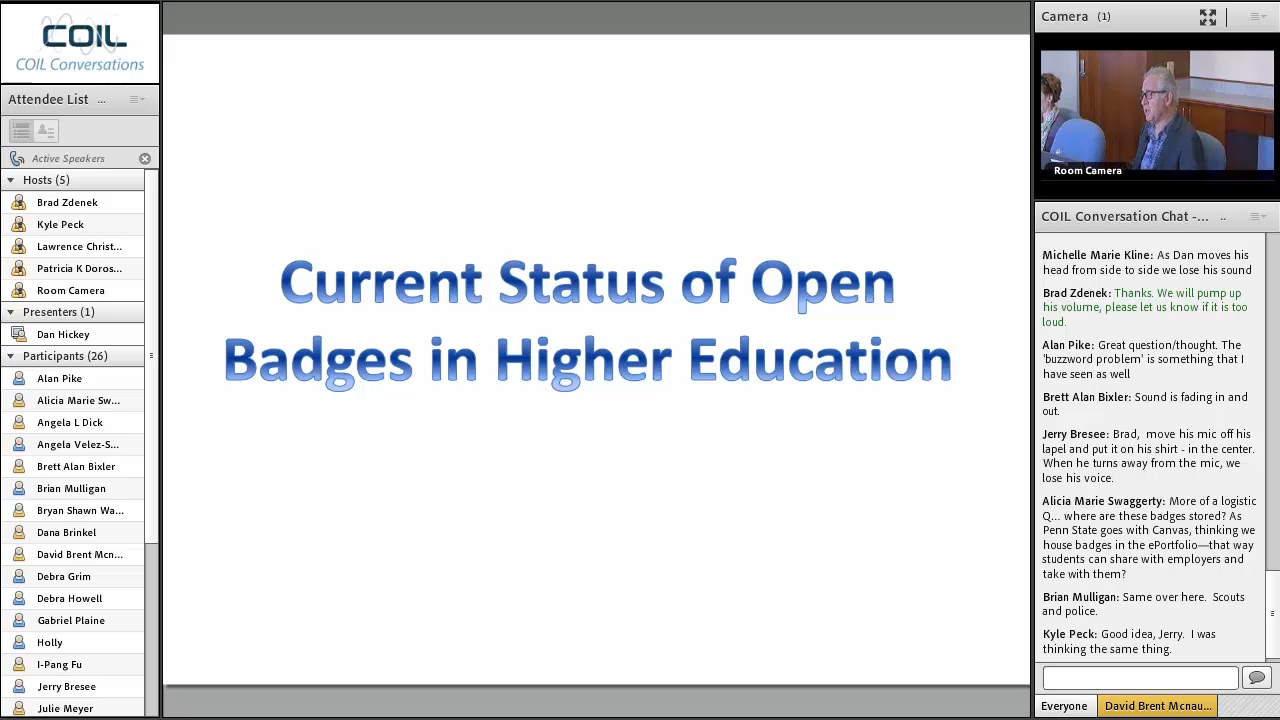 COIL
COIL Conversations
Attendee List ...
Active Speakers
Hosts (5)
Brad Zdenek
Kyle Peck
Lawrence Christ...
Patricia K Doros...
Room Camera
Presenters (1)
Dan Hickey
Participants (26)
Alan Pike
Alicia Marie Sw...
Angela L Dick
Angela Velez-S...
Brett Alan Bixler
Brian Mulligan
Bryan Shawn Wa...
Dana Brinkel
David Brent Mcn...
Debra Grim
Debra Howell
Gabriel Plaine
Holly
I-Pang Fu
Jerry Bresee
Julie Meyer
Current Status of Open
Badges in Higher Education
Camera (1)
Room Camera
COIL Conversation Chat -... ..
Michelle Marie Kline: As Dan moves his
head from side to side we lose his sound
Brad Zdenek: Thanks. We will pump up
his volume, please let us know if it is too
loud.
Alan Pike: Great question/thought. The
'buzzword problem' is something that I
have seen as well
Brett Alan Bixler: Sound is fading in and
out.
Jerry Bresee: Brad, move his mic off his
lapel and put it on his shirt - in the center.
When he turns away from the mic, we
lose his voice.
Alicia Marie Swaggerty: More of a logistic
Q... where are these badges stored? As
Penn State goes with Canvas, thinking we
house badges in the ePortfolio—that way
students can share with employers and
take with them?
Brian Mulligan: Same over here. Scouts
and police.
Kyle Peck: Good idea, Jerry. I was
thinking the same thing.
Everyone
David Brent Mcnau...